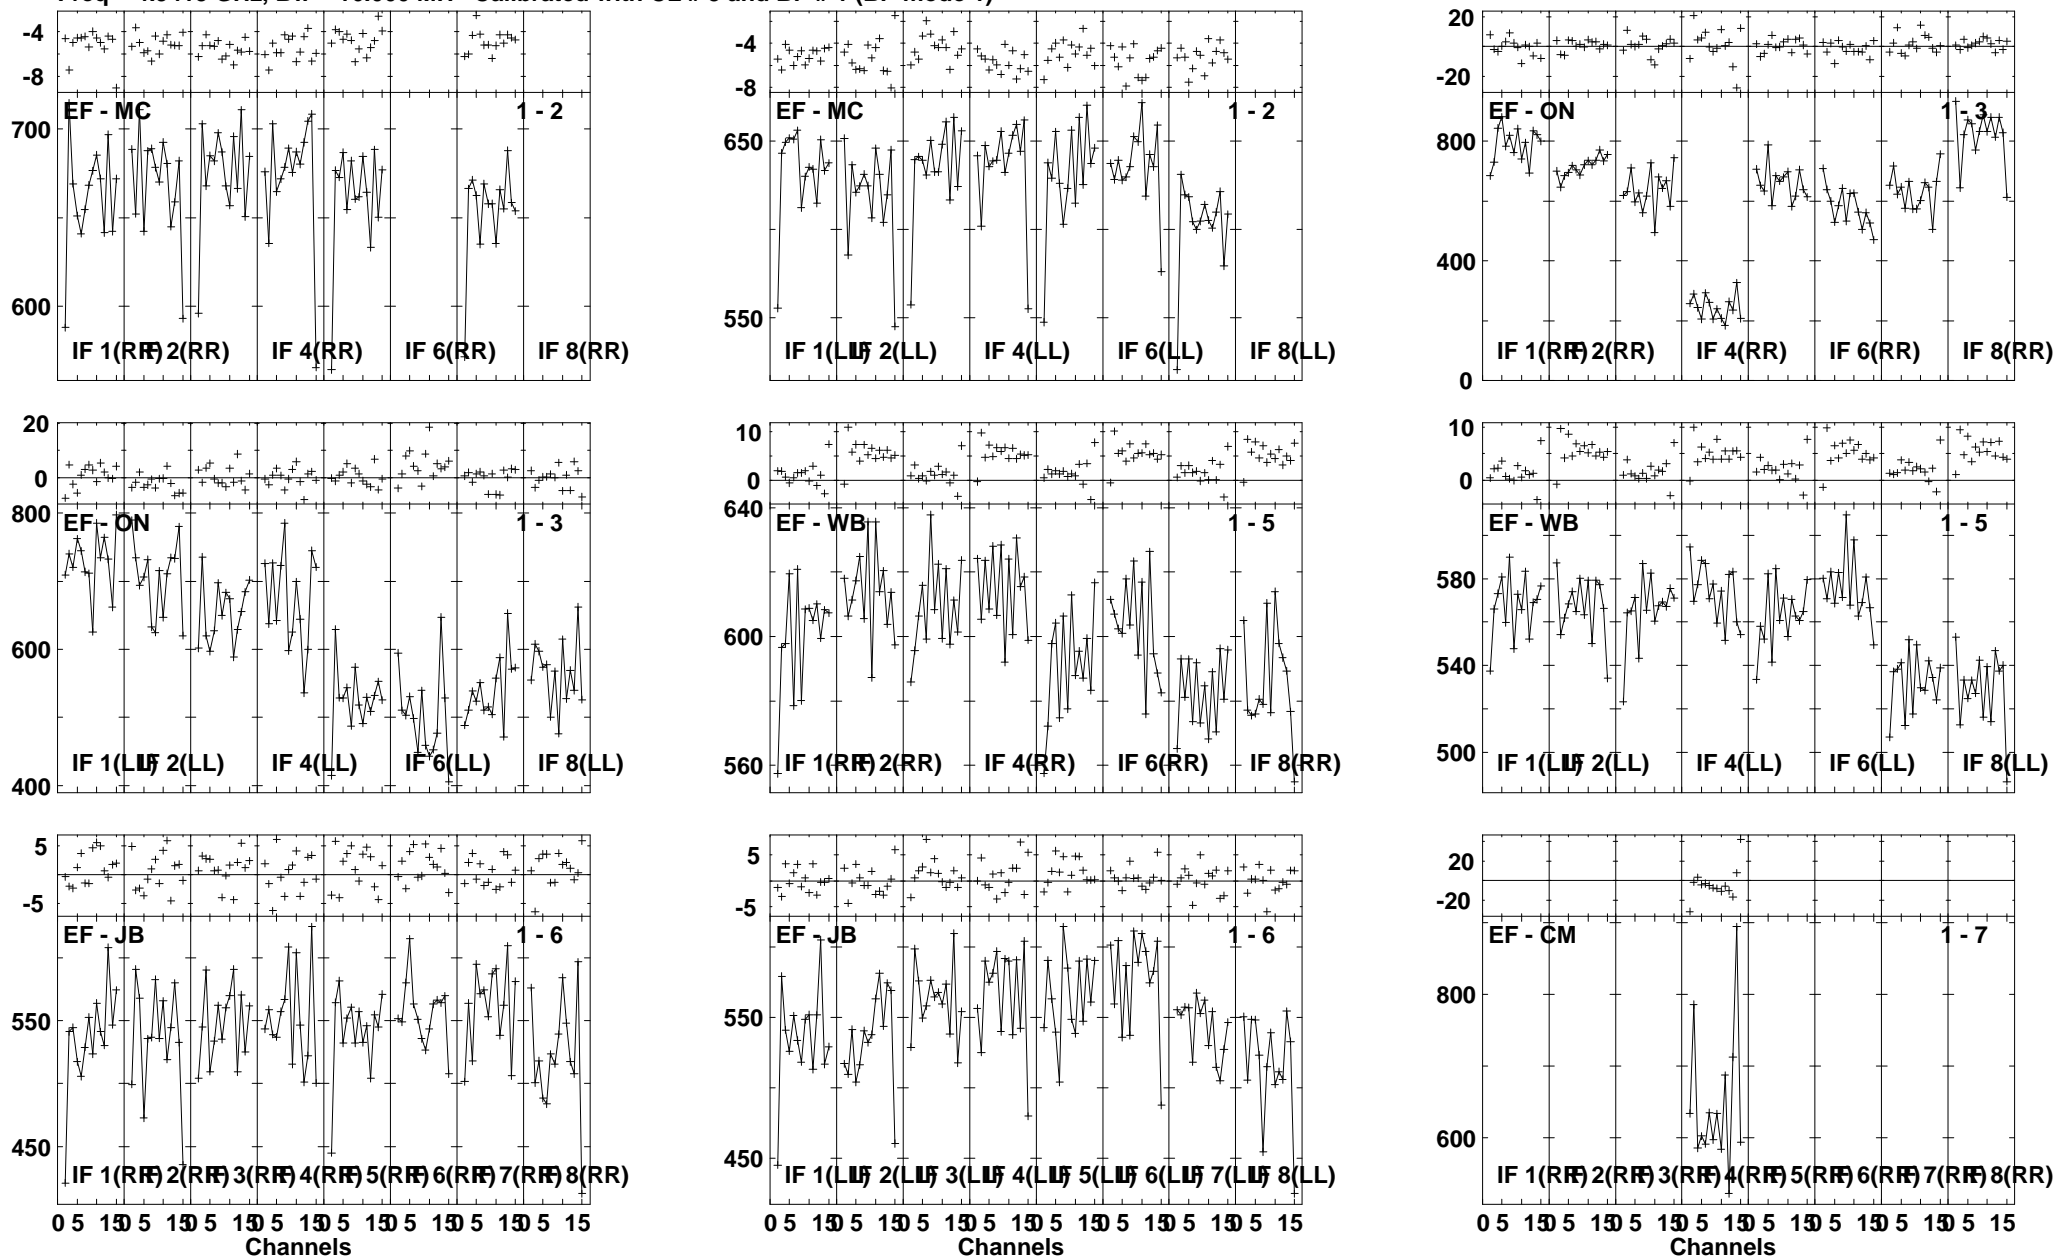 -4
-8
700
600
EF - MC 1 - 2
IF 1(RR) IF 2(RR) IF 4(RR) IF 6(RR) IF 8(RR)
-4
-8
650
550
EF - MC 1 - 2
IF 1(LL) IF 2(LL) IF 4(LL) IF 6(LL) IF 8(LL)
20
-20
800
400
0
EF - ON 1 - 3
IF 1(RR) IF 2(RR) IF 4(RR) IF 6(RR) IF 8(RR)
20
0
800
600
400
EF - ON 1 - 3
IF 1(LL) IF 2(LL) IF 4(LL) IF 6(LL) IF 8(LL)
10
0
640
600
560
EF - WB 1 - 5
IF 1(RR) IF 2(RR) IF 4(RR) IF 6(RR) IF 8(RR)
10
0
580
540
500
EF - WB 1 - 5
IF 1(LL) IF 2(LL) IF 4(LL) IF 6(LL) IF 8(LL)
5
-5
550
450
EF - JB 1 - 6
IF 1(RR) IF 2(RR) IF 3(RR) IF 4(RR) IF 5(RR) IF 6(RR) IF 7(RR) IF 8(RR)
0 5 15 0 5 15 0 5 15 0 5 15 0 5 15 0 5 15 0 5 15 0 5 15
Channels
5
-5
550
450
EF - JB 1 - 6
IF 1(LL) IF 2(LL) IF 3(LL) IF 4(LL) IF 5(LL) IF 6(LL) IF 7(LL) IF 8(LL)
0 5 15 0 5 15 0 5 15 0 5 15 0 5 15 0 5 15 0 5 15 0 5 15
Channels
20
-20
800
600
EF - CM 1 - 7
IF 1(RR) IF 2(RR) IF 3(RR) IF 4(RR) IF 5(RR) IF 6(RR) IF 7(RR) IF 8(RR)
0 5 15 0 5 15 0 5 15 0 5 15 0 5 15 0 5 15 0 5 15 0 5 15
Channels